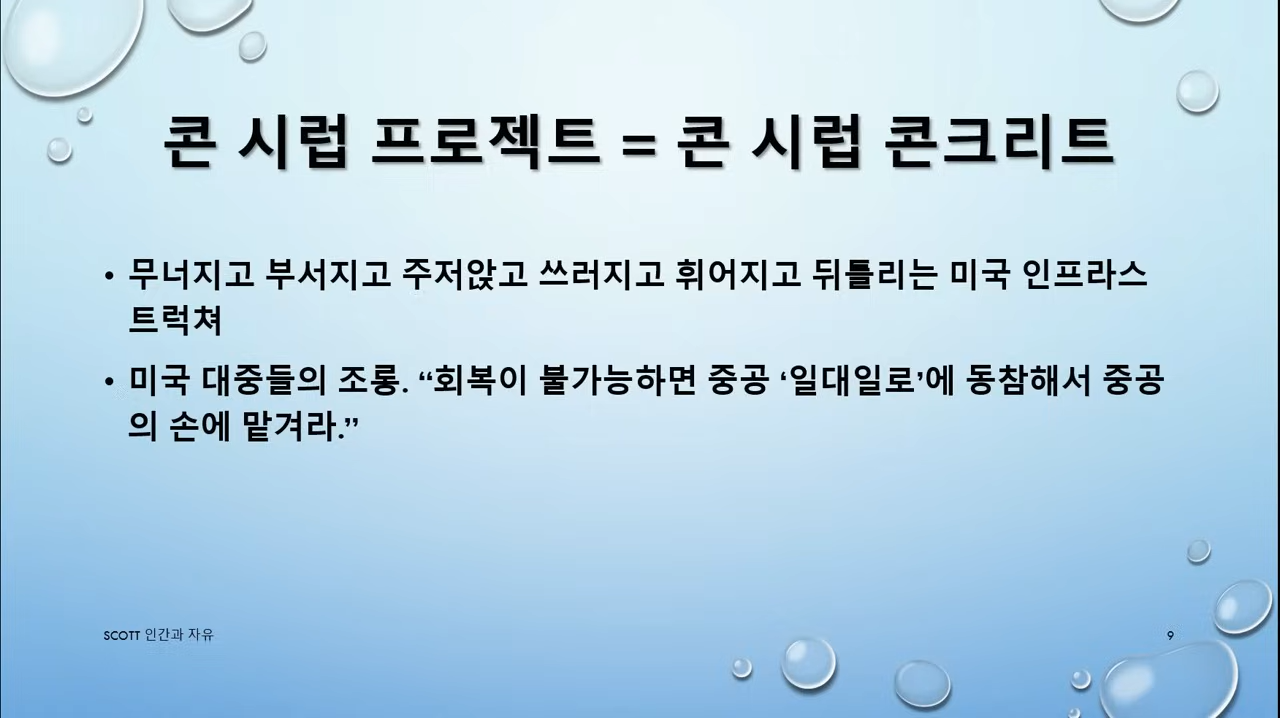 콘 시럽 프로젝트 = 콘 시럽 콘크리트
• 무너지고 부서지고 주저앉고 쓰러지고 휘어지고 뒤틀리는 미국 인프라스
트럭쳐
• 미국 대중들의 조롱. “회복이 불가능하면 중공 ‘일대일로’에 동참해서 중공
의 손에 맡겨라.”
SCOTT 인간과 자유
9